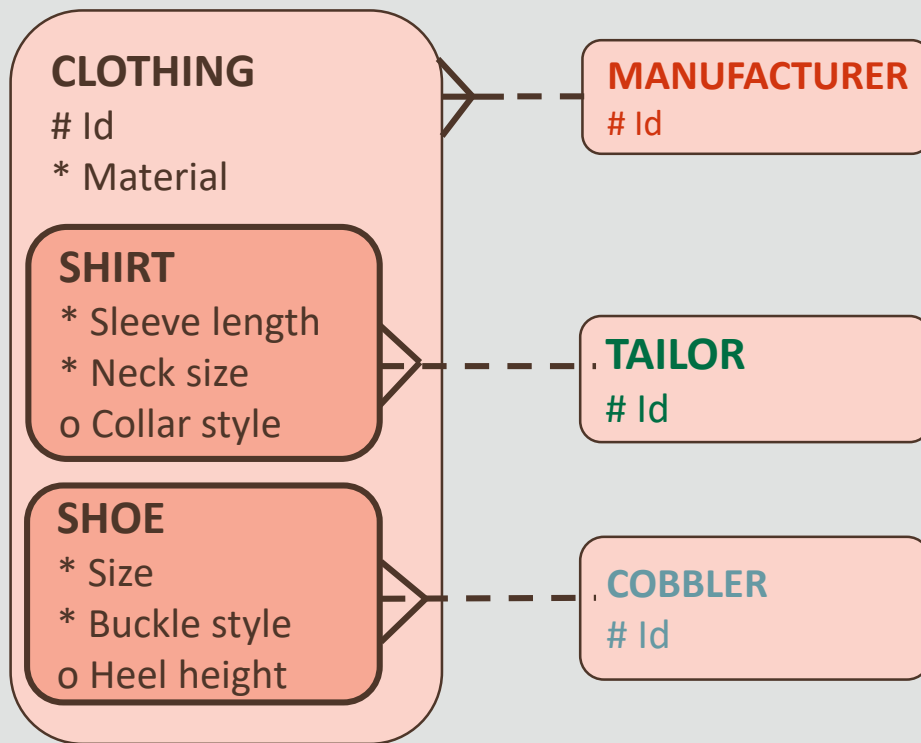 CLOTHING
# Id
* Material
SHIRT
* Sleeve length
* Neck size
o Collar style
SHOE
* Size
* Buckle style
o Heel height
MANUFACTURER
# Id
TAILOR
# Id
COBBLER
# Id